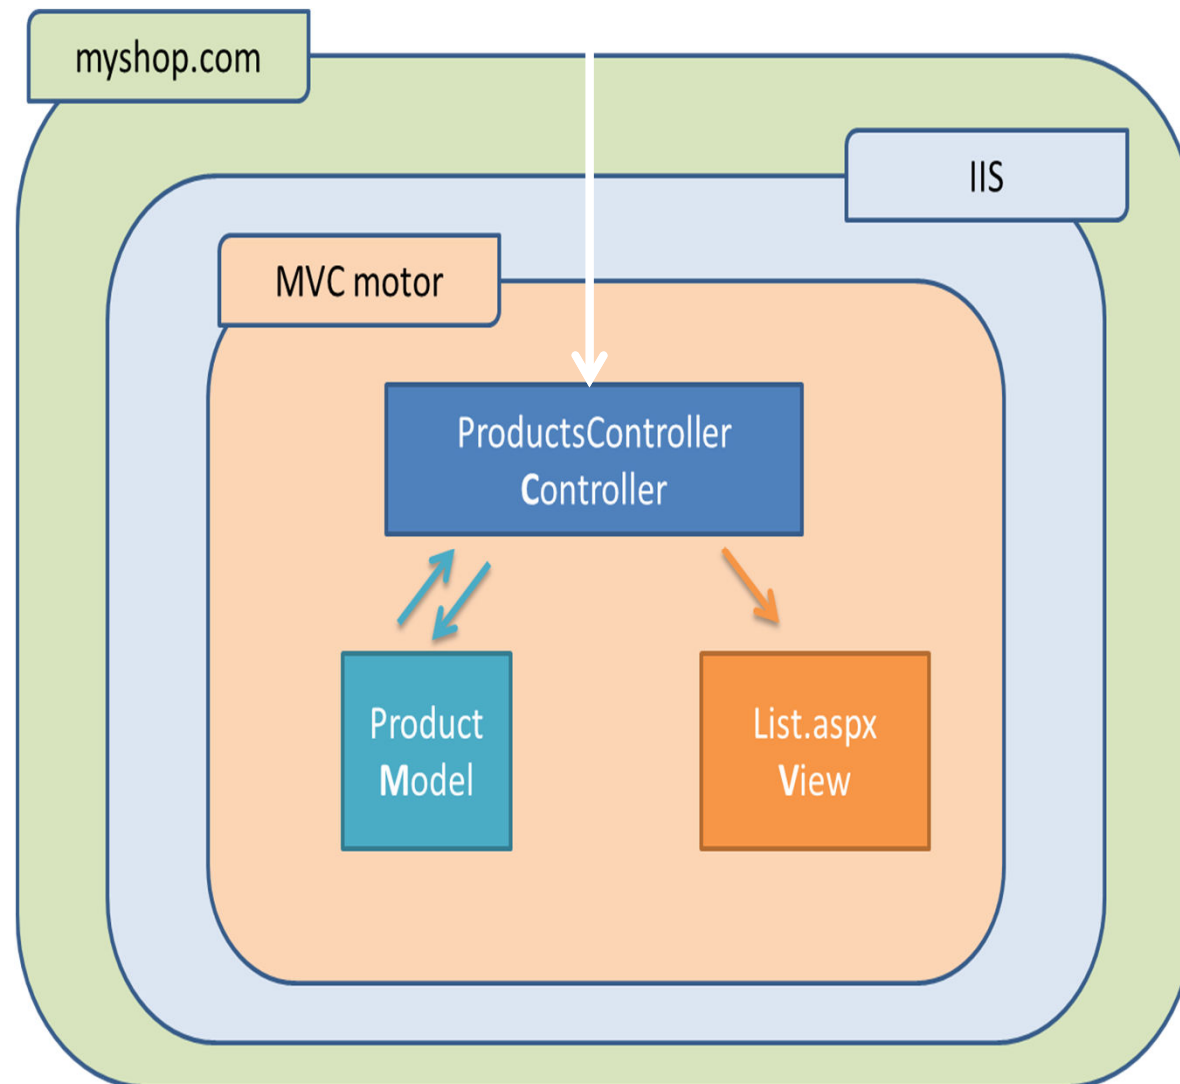 myshop.com
IIS
MVC motor
ProductsController
Controller
Product
Model
List.aspx
View